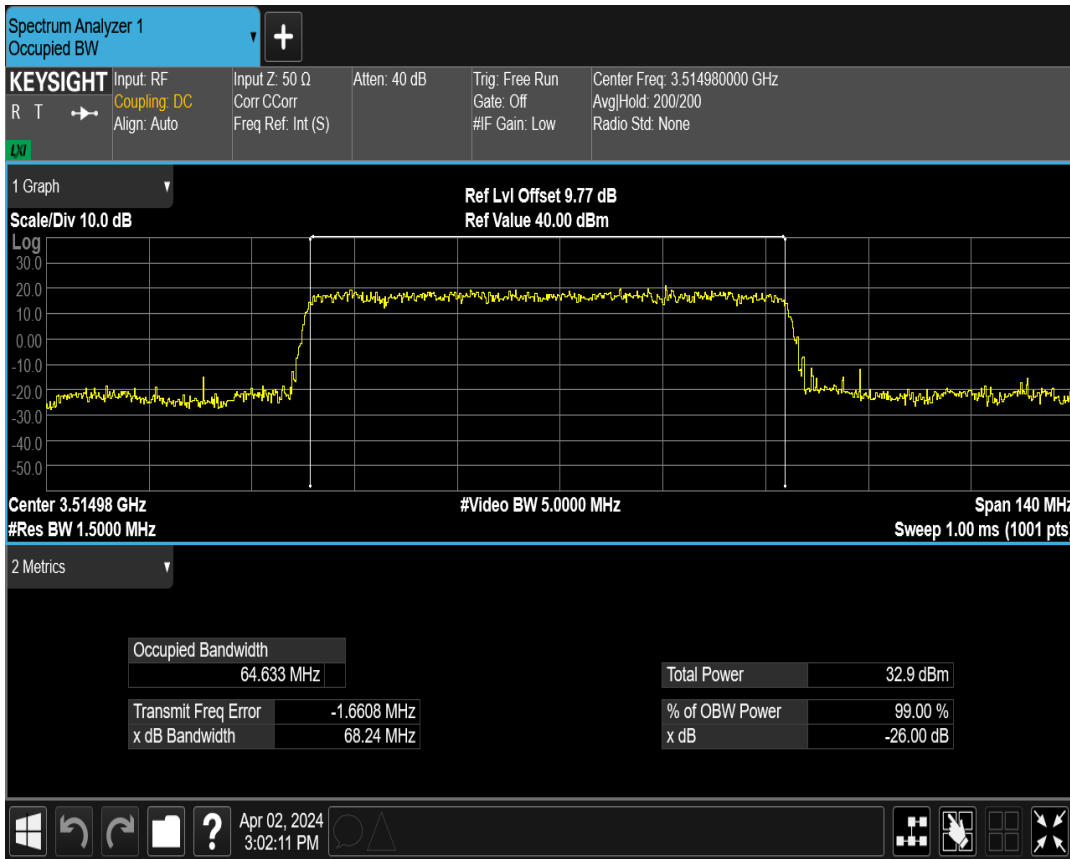 Spectrum Analyzer 1
Occupied BW
KEYSIGHT
R T
LXI
Input: RF
Coupling: DC
Align: Auto
Input Z: 50 Ω
Corr CCorr
Freq Ref: Int (S)
Atten: 40 dB
Trig: Free Run
Gate: Off
#IF Gain: Low
Center Freq: 3.514980000 GHz
Avg|Hold: 200/200
Radio Std: None
1 Graph
Scale/Div 10.0 dB
Ref Lvl Offset 9.77 dB
Ref Value 40.00 dBm
Log
30.0
20.0
10.0
0.00
-10.0
-20.0
-30.0
-40.0
-50.0
Center 3.51498 GHz
#Video BW 5.0000 MHz
Span 140 MHz
#Res BW 1.5000 MHz
Sweep 1.00 ms (1001 pts)
2 Metrics
Occupied Bandwidth
64.633 MHz
Total Power 32.9 dBm
Transmit Freq Error -1.6608 MHz
% of OBW Power 99.00 %
x dB Bandwidth 68.24 MHz
x dB -26.00 dB
?
Apr 02, 2024
3:02:11 PM